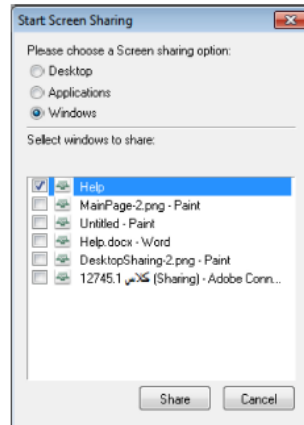 Start Screen Sharing
Please choose a Screen sharing option:
Desktop
Applications
Windows
Select windows to share:
Help
MainPage-2.png - Paint
Untitled - Paint
Help.docx - Word
DesktopSharing-2.png - Paint
12745.1 کلاس (Sharing) - Adobe Conn...
Share
Cancel